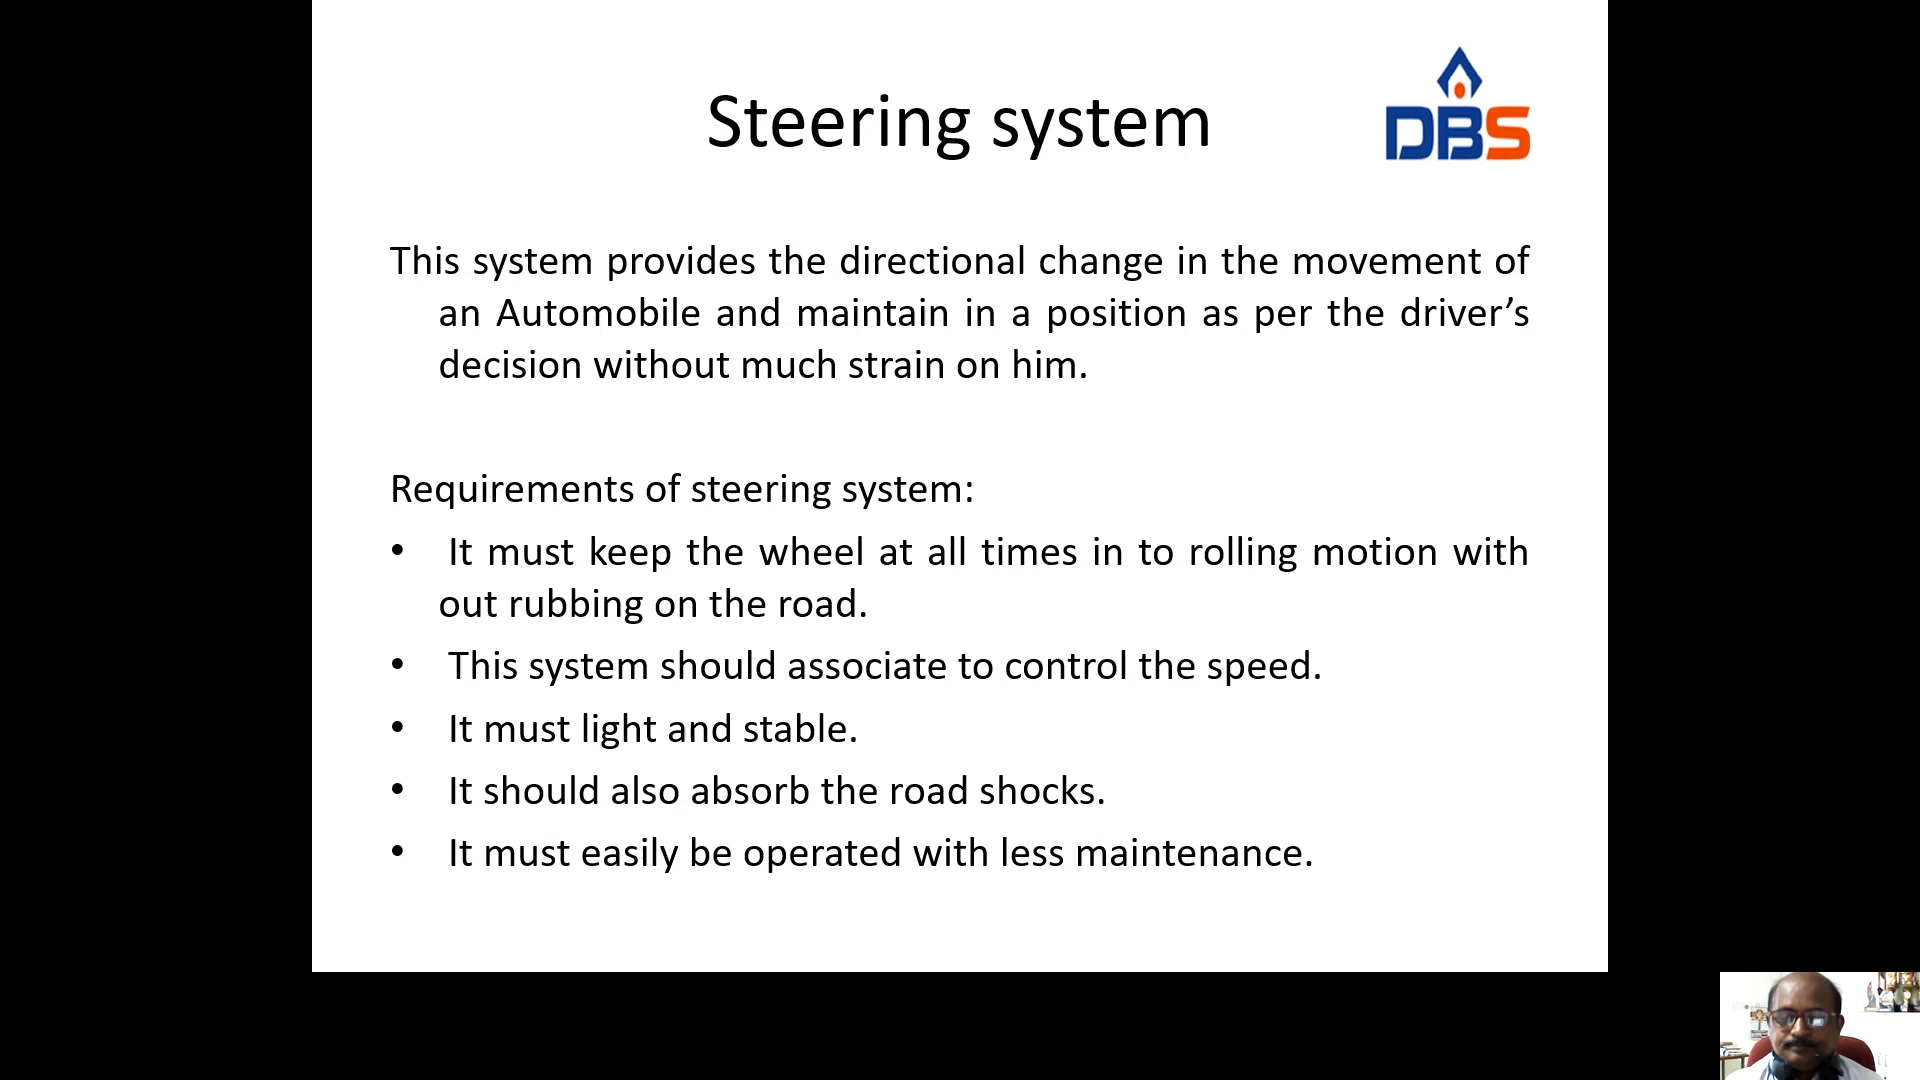 Steering system
DBS
This system provides the directional change in the movement of
an Automobile and maintain in a position as per the driver’s
decision without much strain on him.
Requirements of steering system:
• It must keep the wheel at all times in to rolling motion with
out rubbing on the road.
• This system should associate to control the speed.
• It must light and stable.
• It should also absorb the road shocks.
• It must easily be operated with less maintenance.